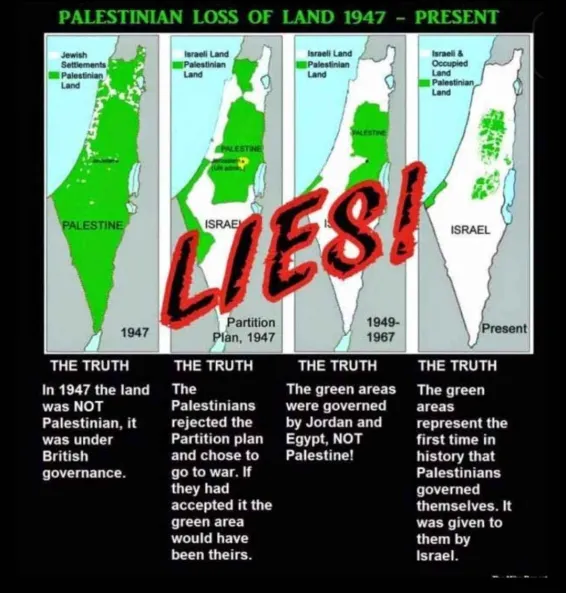 PALESTINIAN LOSS OF LAND 1947 - PRESENT
Jewish
Settlements
Palestinian
Land
PALESTINE
1947
Israeli Land
Palestinian
Land
PALESTINE
Jerusalem
ISRAEL
Partition
Plan, 1947
Israeli Land
Palestinian
Land
PALESTINE
1949-
1967
Israeli &
Occupied
Land
Palestinian
Land
ISRAEL
Present
LIES!
THE TRUTH
In 1947 the land
was NOT
Palestinian, it
was under
British
governance.
THE TRUTH
The
Palestinians
rejected the
Partition plan
and chose to
go to war. If
they had
accepted it the
green area
would have
been theirs.
THE TRUTH
The green areas
were governed
by Jordan and
Egypt, NOT
Palestine!
THE TRUTH
The green
areas
represent the
first time in
history that
Palestinians
governed
themselves. It
was given to
them by
Israel.